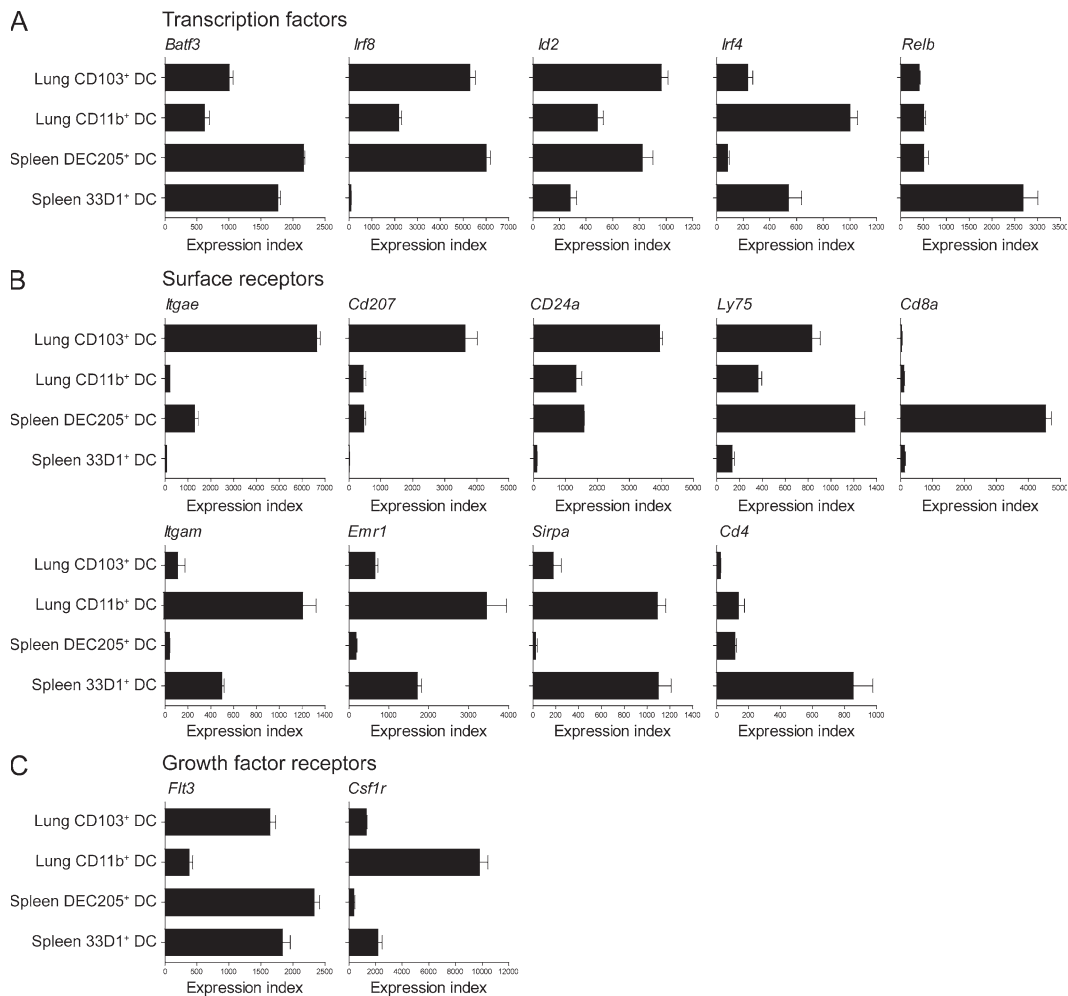 A Transcription factors
Batf3 Irf8 Id2 Irf4 Relb
Lung CD103⁺ DC
Lung CD11b⁺ DC
Spleen DEC205⁺ DC
Spleen 33D1⁺ DC
0 500 1000 1500 2000 2500 0 1000 2000 3000 4000 5000 6000 7000 0 200 400 600 800 1000 1200 0 200 400 600 800 1000 1200 0 500 1000 1500 2000 2500 3000 3500
Expression index Expression index Expression index Expression index Expression index
B Surface receptors
Itgae Cd207 CD24a Ly75 Cd8a
Lung CD103⁺ DC
Lung CD11b⁺ DC
Spleen DEC205⁺ DC
Spleen 33D1⁺ DC
0 1000 2000 3000 4000 5000 6000 7000 0 1000 2000 3000 4000 5000 0 1000 2000 3000 4000 5000 0 200 400 600 800 1000 1200 1400 0 1000 2000 3000 4000 5000
Expression index Expression index Expression index Expression index Expression index
Itgam Emr1 Sirpa Cd4
Lung CD103⁺ DC
Lung CD11b⁺ DC
Spleen DEC205⁺ DC
Spleen 33D1⁺ DC
0 200 400 600 800 1000 1200 1400 0 1000 2000 3000 4000 0 200 400 600 800 1000 1200 1400 0 200 400 600 800 1000
Expression index Expression index Expression index Expression index
C Growth factor receptors
Flt3 Csf1r
Lung CD103⁺ DC
Lung CD11b⁺ DC
Spleen DEC205⁺ DC
Spleen 33D1⁺ DC
0 500 1000 1500 2000 2500 0 2000 4000 6000 8000 10000 12000
Expression index Expression index